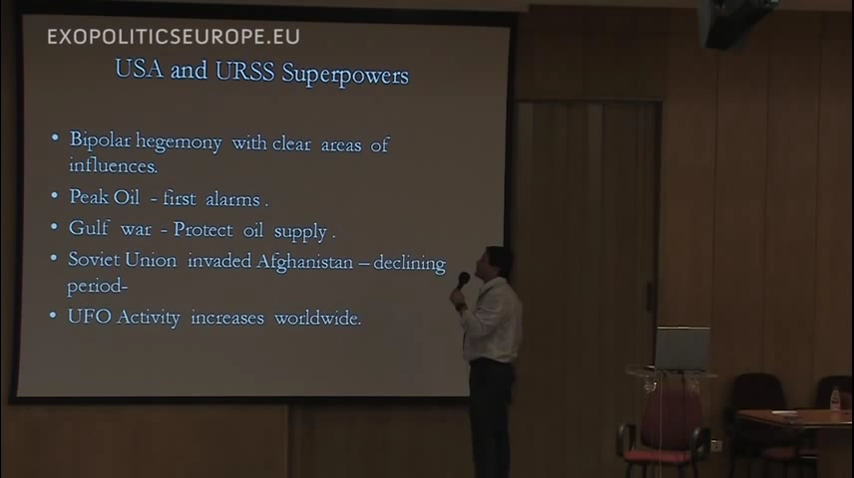 EXOPOLITICSEUROPE.EU
USA and URSS Superpowers
• Bipolar hegemony with clear areas of
influences.
• Peak Oil - first alarms .
• Gulf war - Protect oil supply .
• Soviet Union invaded Afghanistan – declining
period-
• UFO Activity increases worldwide.